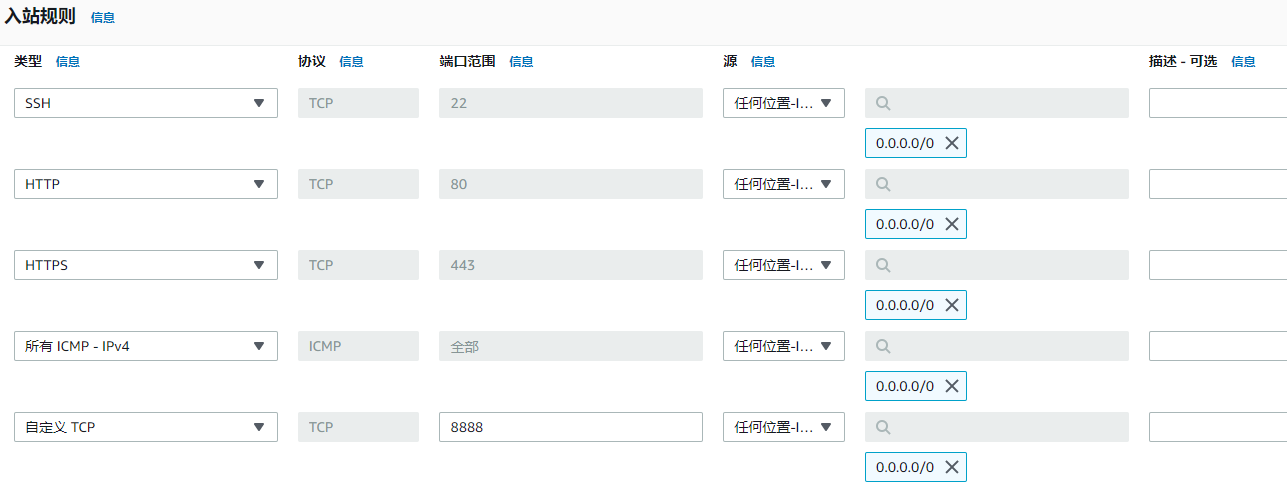 入站规则 信息
类型 信息 协议 信息 端口范围 信息 源 信息 描述 - 可选 信息
SSH TCP 22 任何位置-I...
0.0.0.0/0
HTTP TCP 80 任何位置-I...
0.0.0.0/0
HTTPS TCP 443 任何位置-I...
0.0.0.0/0
所有 ICMP - IPv4 ICMP 全部 任何位置-I...
0.0.0.0/0
自定义 TCP TCP 8888 任何位置-I...
0.0.0.0/0